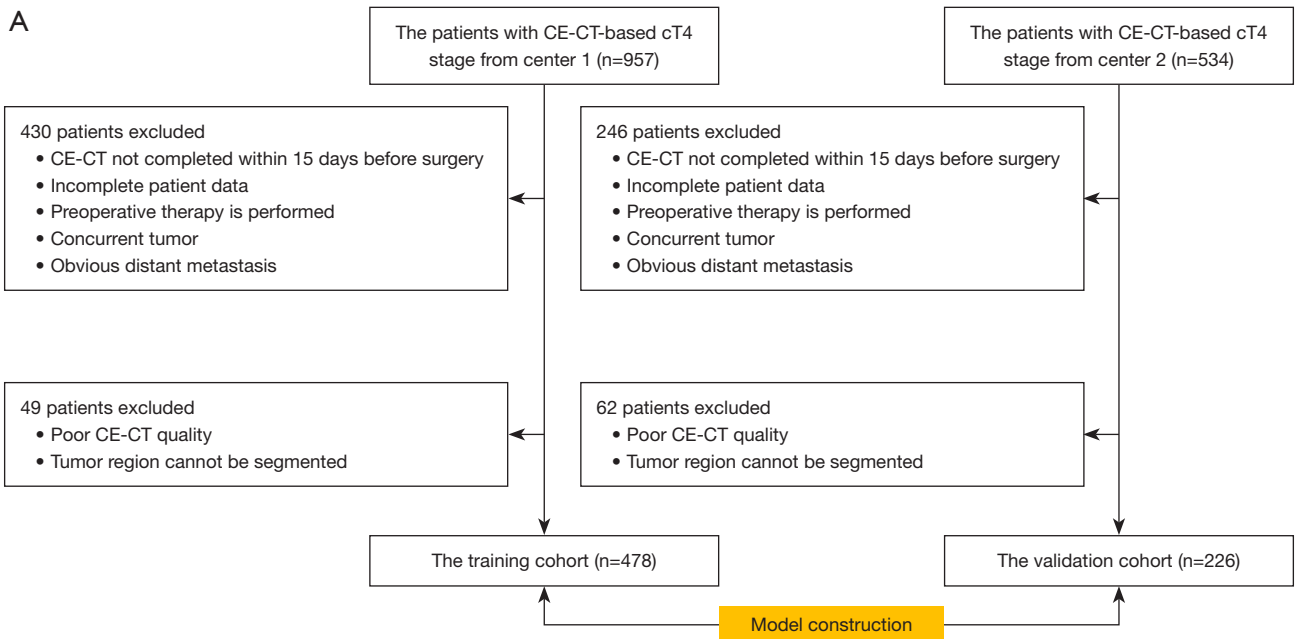 A
The patients with CE-CT-based cT4
stage from center 1 (n=957)
The patients with CE-CT-based cT4
stage from center 2 (n=534)
430 patients excluded
• CE-CT not completed within 15 days before surgery
• Incomplete patient data
• Preoperative therapy is performed
• Concurrent tumor
• Obvious distant metastasis
246 patients excluded
• CE-CT not completed within 15 days before surgery
• Incomplete patient data
• Preoperative therapy is performed
• Concurrent tumor
• Obvious distant metastasis
49 patients excluded
• Poor CE-CT quality
• Tumor region cannot be segmented
62 patients excluded
• Poor CE-CT quality
• Tumor region cannot be segmented
The training cohort (n=478)
The validation cohort (n=226)
Model construction